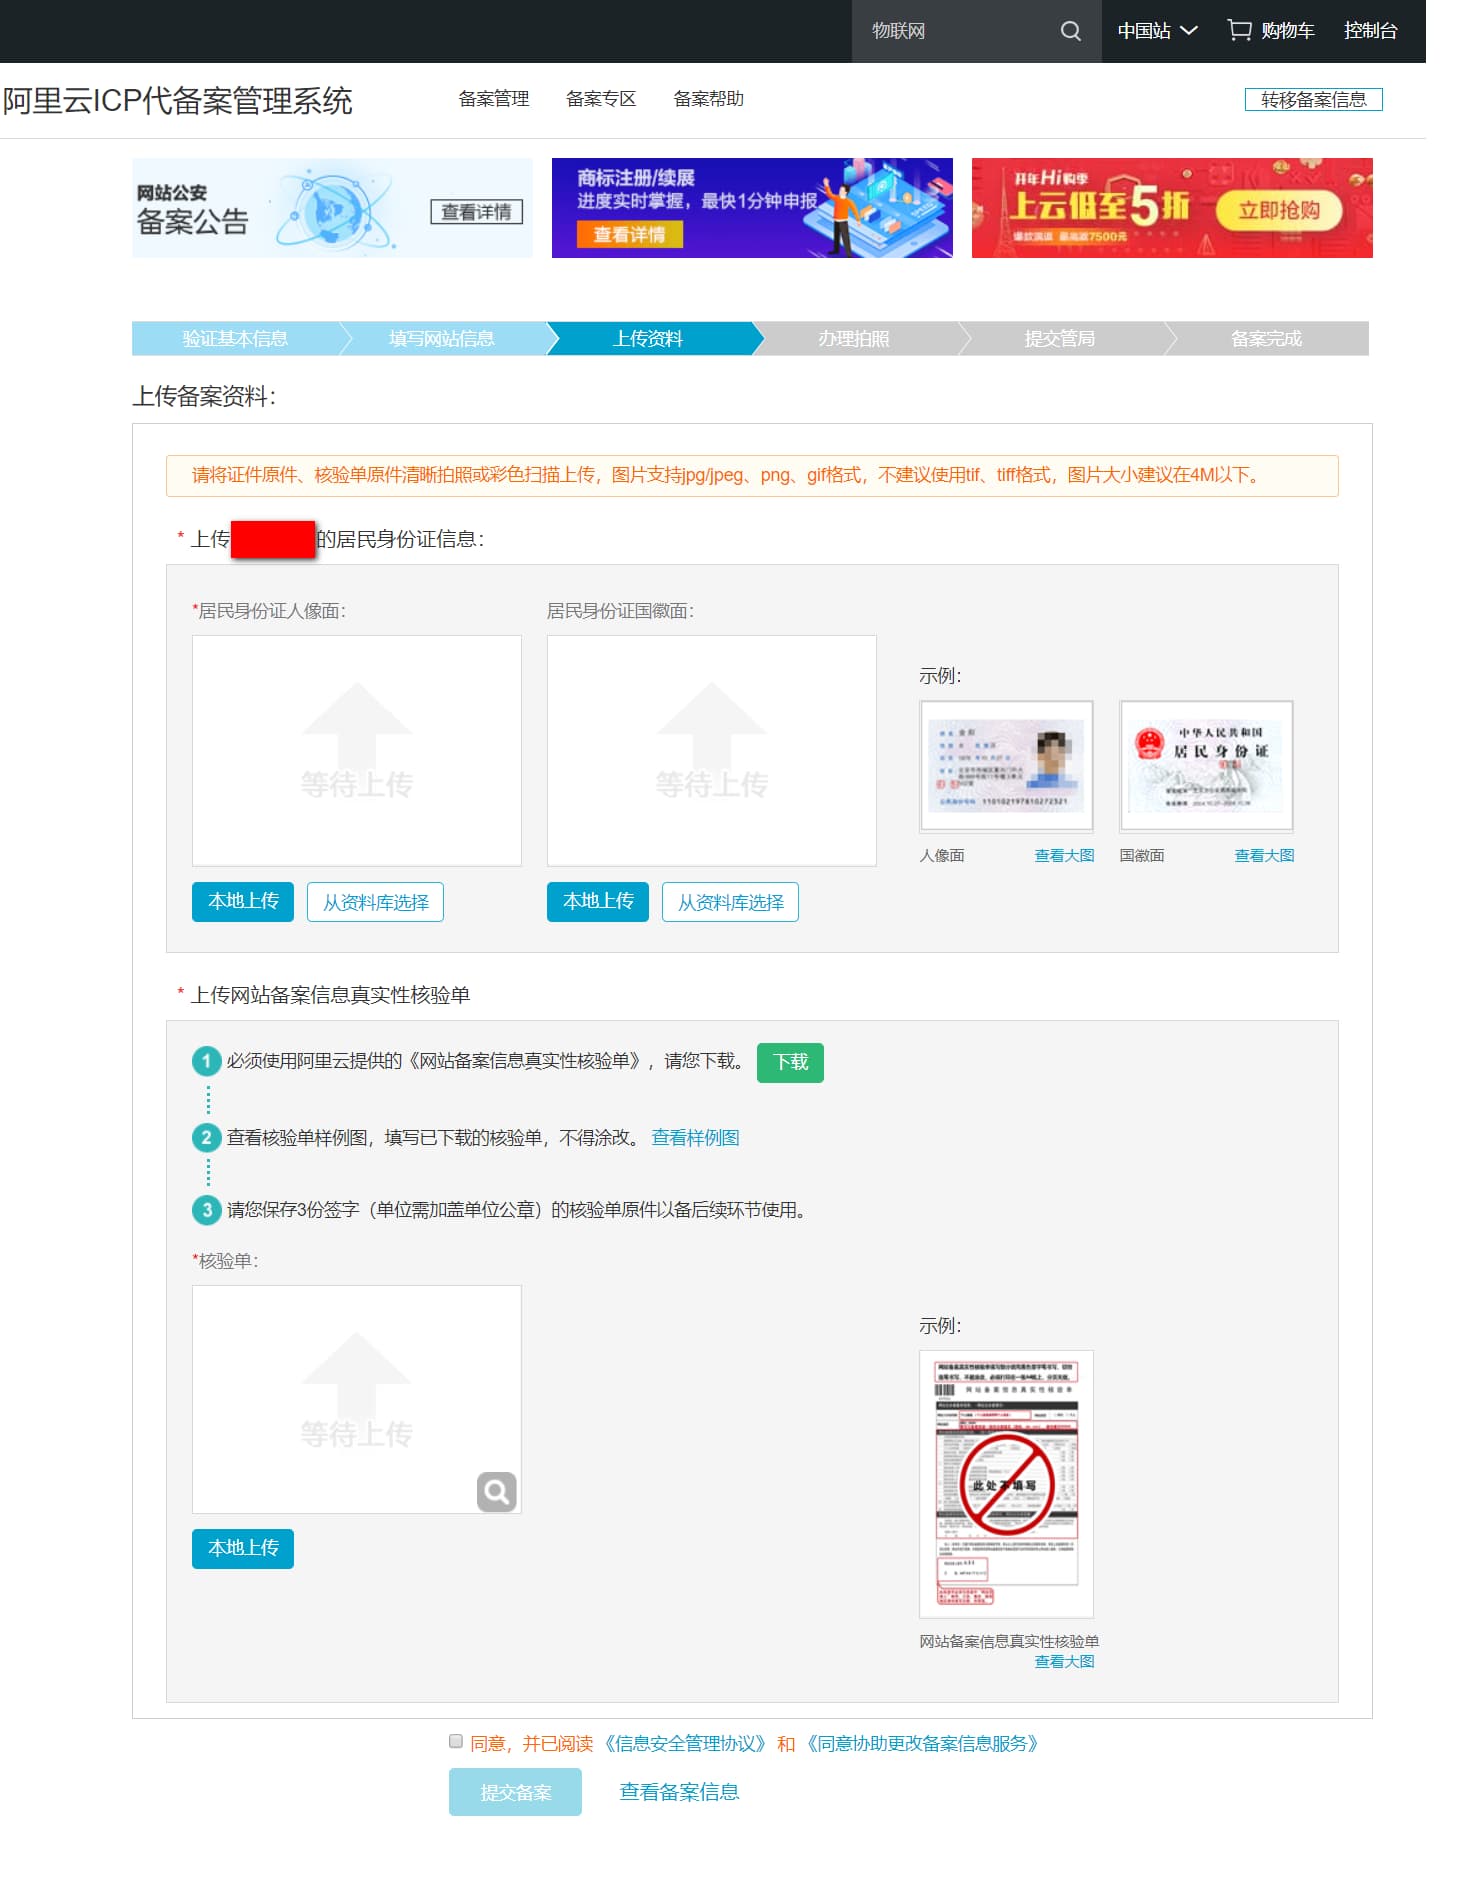 物联网 中国站 购物车 控制台
阿里云ICP代备案管理系统 备案管理 备案专区 备案帮助 转移备案信息
网站公安
备案公告
查看详情
商标注册/续展
进度实时掌握，最快1分钟申报
查看详情
开年Hi购季
上云低至5折
立即抢购
验证基本信息 填写网站信息 上传资料 办理拍照 提交管局 备案完成
上传备案资料：
请将证件原件、核验单原件清晰拍照或彩色扫描上传，图片支持jpg/jpeg、png、gif格式，不建议使用tif、tiff格式，图片大小建议在4M以下。
* 上传 的居民身份证信息：
*居民身份证人像面： 居民身份证国徽面：
示例：
等待上传 等待上传
中华人民共和国
居民身份证
人像面 查看大图 国徽面 查看大图
本地上传 从资料库选择 本地上传 从资料库选择
* 上传网站备案信息真实性核验单
1 必须使用阿里云提供的《网站备案信息真实性核验单》，请您下载。 下载
2 查看核验单样例图，填写已下载的核验单，不得涂改。 查看样例图
3 请您保存3份签字（单位需加盖单位公章）的核验单原件以备后续环节使用。
*核验单：
示例：
等待上传
网站备案信息真实性核验单
此处不填写
本地上传
网站备案信息真实性核验单
查看大图
同意，并已阅读《信息安全管理协议》和《同意协助更改备案信息服务》
提交备案 查看备案信息